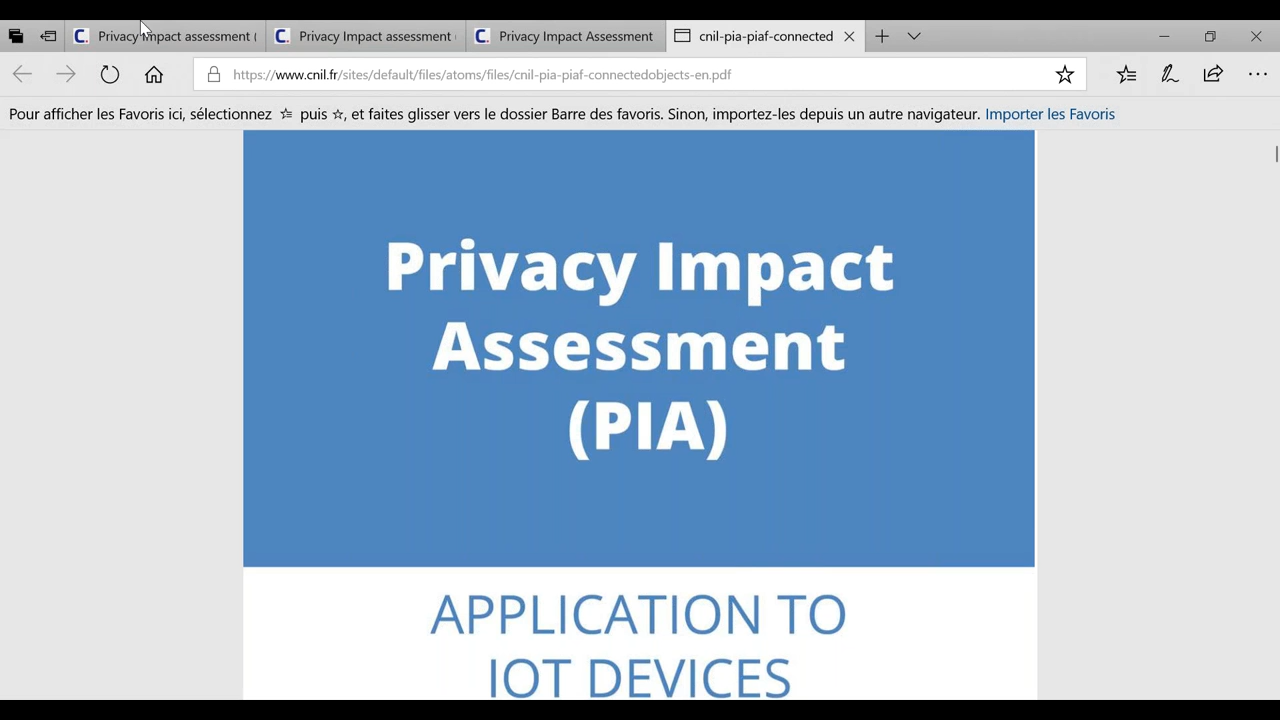 Privacy Impact assessment (
Privacy Impact assessment
Privacy Impact Assessment
cnil-pia-piaf-connected
https://www.cnil.fr/sites/default/files/atoms/files/cnil-pia-piaf-connectedobjects-en.pdf
Pour afficher les Favoris ici, sélectionnez ☆ puis ☆, et faites glisser vers le dossier Barre des favoris. Sinon, importez-les depuis un autre navigateur. Importer les Favoris
Privacy Impact
Assessment
(PIA)
APPLICATION TO
IOT DEVICES